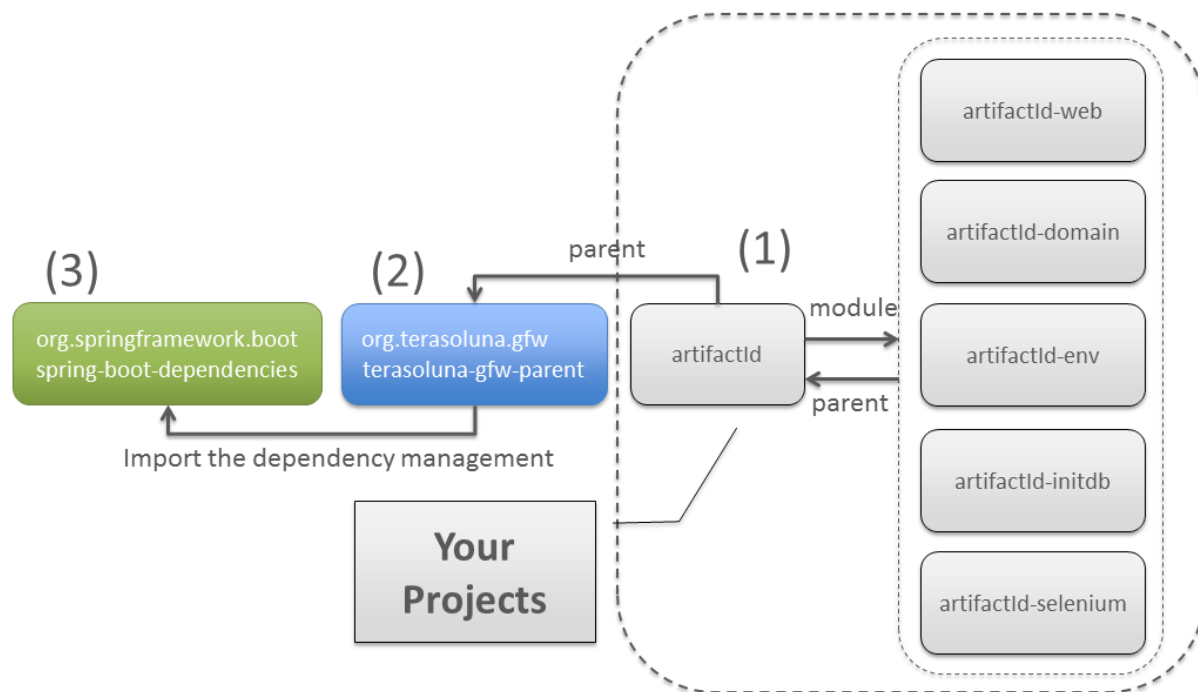 (3)
org.springframework.boot
spring-boot-dependencies
(2)
org.terasoluna.gfw
terasoluna-gfw-parent
Import the dependency management
parent
(1)
artifactId
module
parent
Your
Projects
artifactId-web
artifactId-domain
artifactId-env
artifactId-initdb
artifactId-selenium